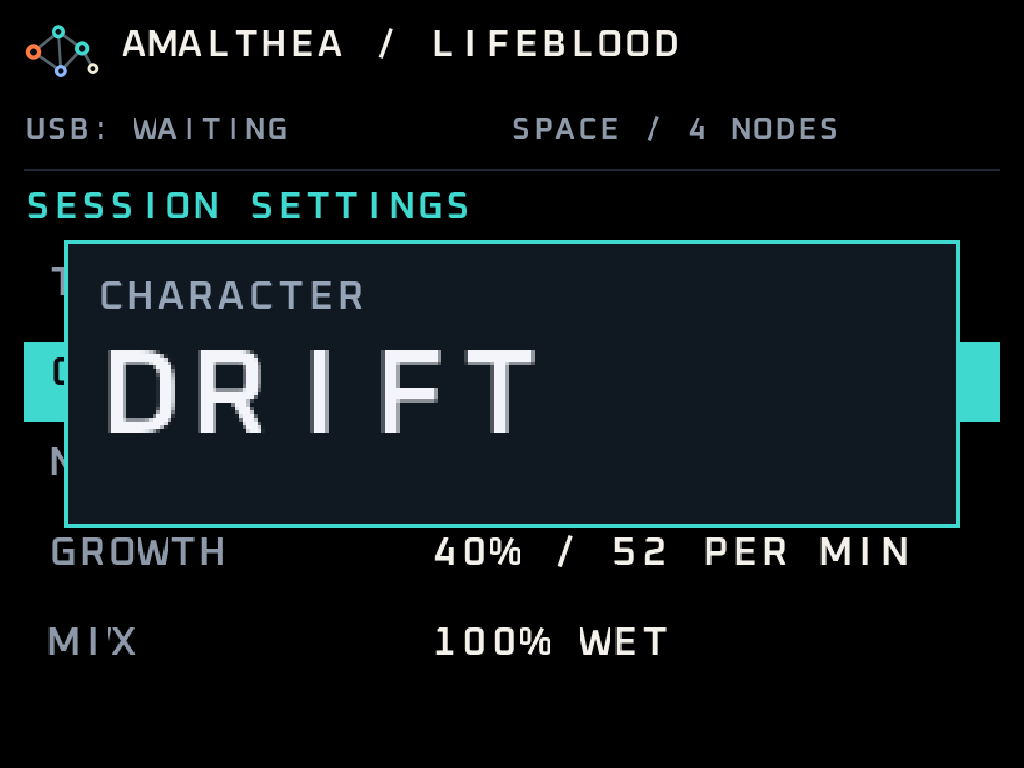 AMALTHEA / LIFEBLOOD
USB: WAITING SPACE / 4 NODES
SESSION SETTINGS
CHARACTER
DRIFT
GROWTH 40% / 52 PER MIN
MIX 100% WET